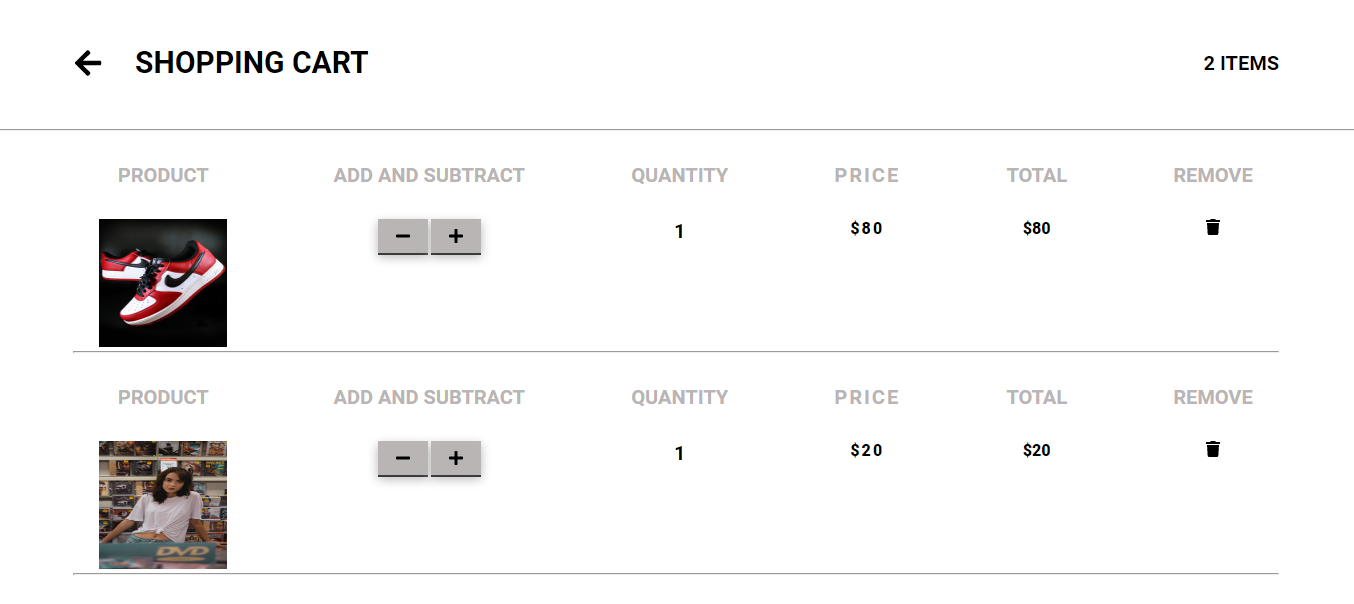 SHOPPING CART
2 ITEMS
PRODUCT ADD AND SUBTRACT QUANTITY PRICE TOTAL REMOVE
1 $80 $80
PRODUCT ADD AND SUBTRACT QUANTITY PRICE TOTAL REMOVE
1 $20 $20
DVD